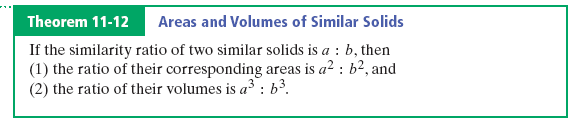 Theorem 11-12 Areas and Volumes of Similar Solids
If the similarity ratio of two similar solids is a : b, then
(1) the ratio of their corresponding areas is a² : b², and
(2) the ratio of their volumes is a³ : b³.